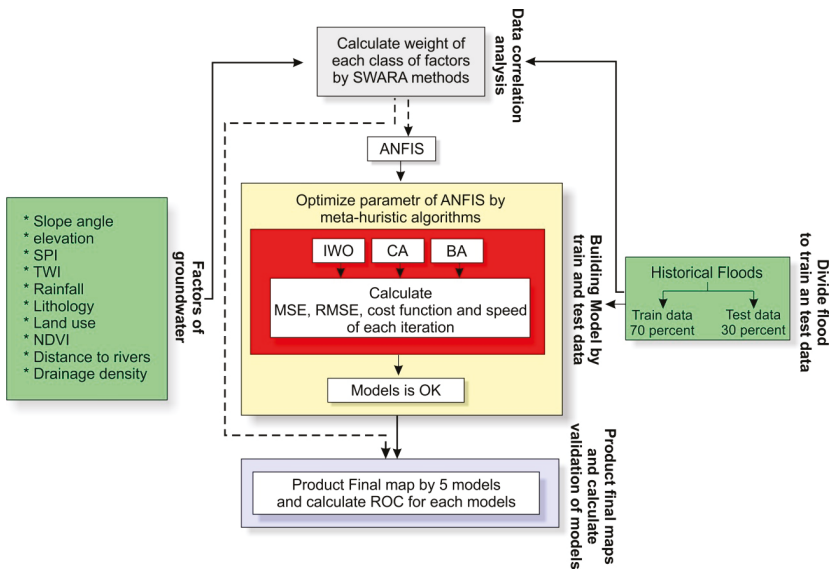 Calculate weight of
each class of factors
by SWARA methods
Data correlation
analysis
ANFIS
Optimize parametr of ANFIS by
meta-huristic algorithms
IWO
CA
BA
Calculate
MSE, RMSE, cost function and speed
of each iteration
Models is OK
Building Model by
train and test data
* Slope angle
* elevation
* SPI
* TWI
* Rainfall
* Lithology
* Land use
* NDVI
* Distance to rivers
* Drainage density
Factors of
groundwater
Historical Floods
Train data
70 percent
Test data
30 percent
Divide flood
to train an test data
Product Final map by 5 models
and calculate ROC for each models
Product final maps
and calculate
validation of models